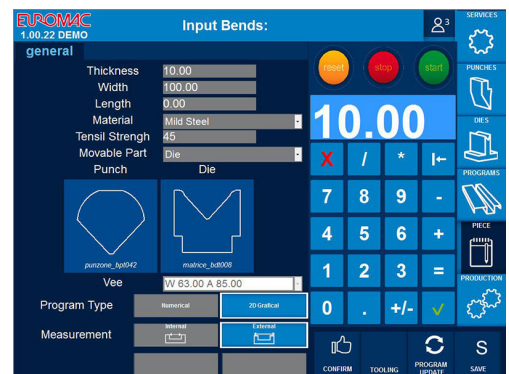 EUROMAC
1.00.22 DEMO
Input Bends:
3
SERVICES
general
Thickness 10.00
Width 100.00
Length 0.00
Material Mild Steel
Tensil Strengh 45
Movable Part Die
Punch Die
punzone_bpt042 matrice_bdt008
Vee W 63.00 A 85.00
Program Type Numerical 2D Grafical
Measurement Internal External
reset stop start
10.00
X / * I←
7 8 9 -
4 5 6 +
1 2 3 =
0 . +/- ✓
CONFIRM TOOLING PROGRAM UPDATE S SAVE
PUNCHES
DIES
PROGRAMS
PIECE
PRODUCTION